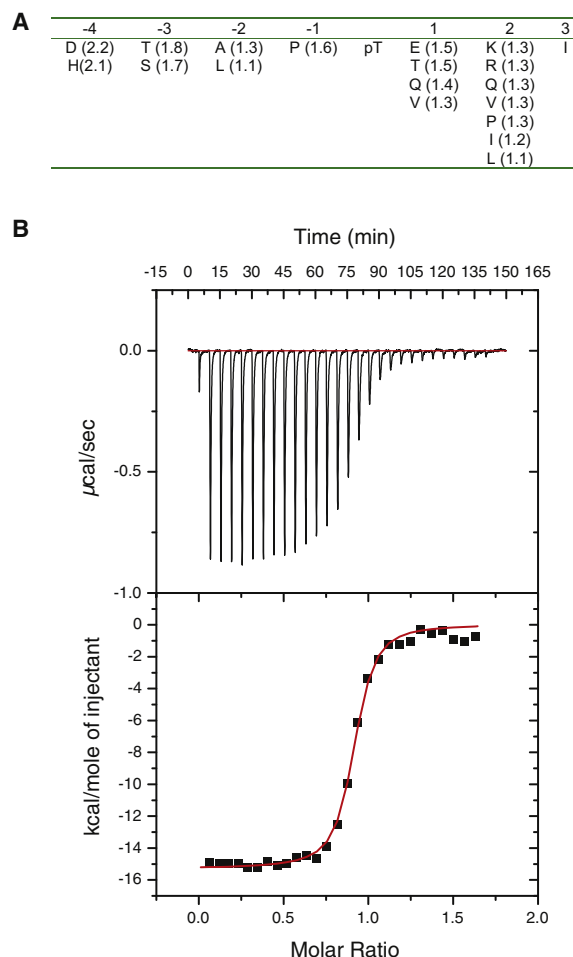 A
-4 -3 -2 -1 1 2 3
D (2.2) T (1.8) A (1.3) P (1.6) pT E (1.5) K (1.3) I
H(2.1) S (1.7) L (1.1) T (1.5) R (1.3)
Q (1.4) Q (1.3)
V (1.3) V (1.3)
P (1.3)
I (1.2)
L (1.1)
B
Time (min)
-15 0 15 30 45 60 75 90 105 120 135 150 165
0.0
-0.5
-1.0
µcal/sec
0
-2
-4
-6
-8
-10
-12
-14
-16
kcal/mole of injectant
0.0 0.5 1.0 1.5 2.0
Molar Ratio